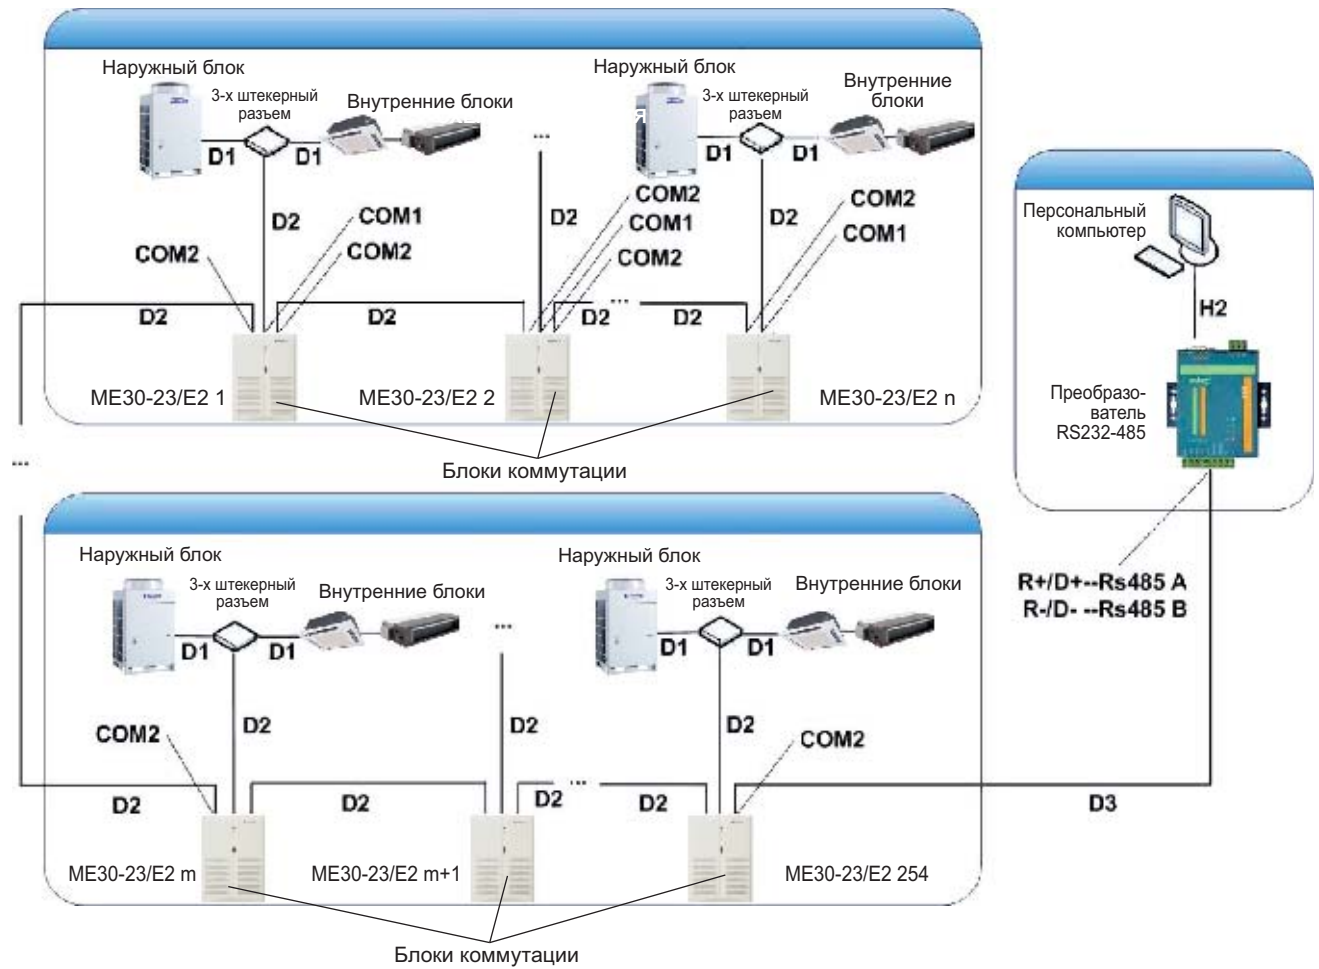 Наружный блок
3-х штекерный
разъем
Внутренние блоки
Наружный блок
3-х штекерный
разъем
Внутренние
блоки
я
...
D1
D1
D1
D1
D2
COM1
COM2
COM2
D2
COM2
COM1
COM2
D2
COM2
COM1
D2
D2
...
D2
D2
ME30-23/E2 1
ME30-23/E2 2
ME30-23/E2 n
Блоки коммутации
...
Персональный
компьютер
H2
Преобразо-
ватель
RS232-485
R+/D+--Rs485 A
R-/D- --Rs485 B
Наружный блок
3-х штекерный
разъем
Внутренние блоки
Наружный блок
3-х штекерный
разъем
Внутренние блоки
...
D1
D1
D1
D1
COM2
D2
D2
D2
COM2
D2
D2
...
D2
D2
D3
ME30-23/E2 m
ME30-23/E2 m+1
ME30-23/E2 254
Блоки коммутации